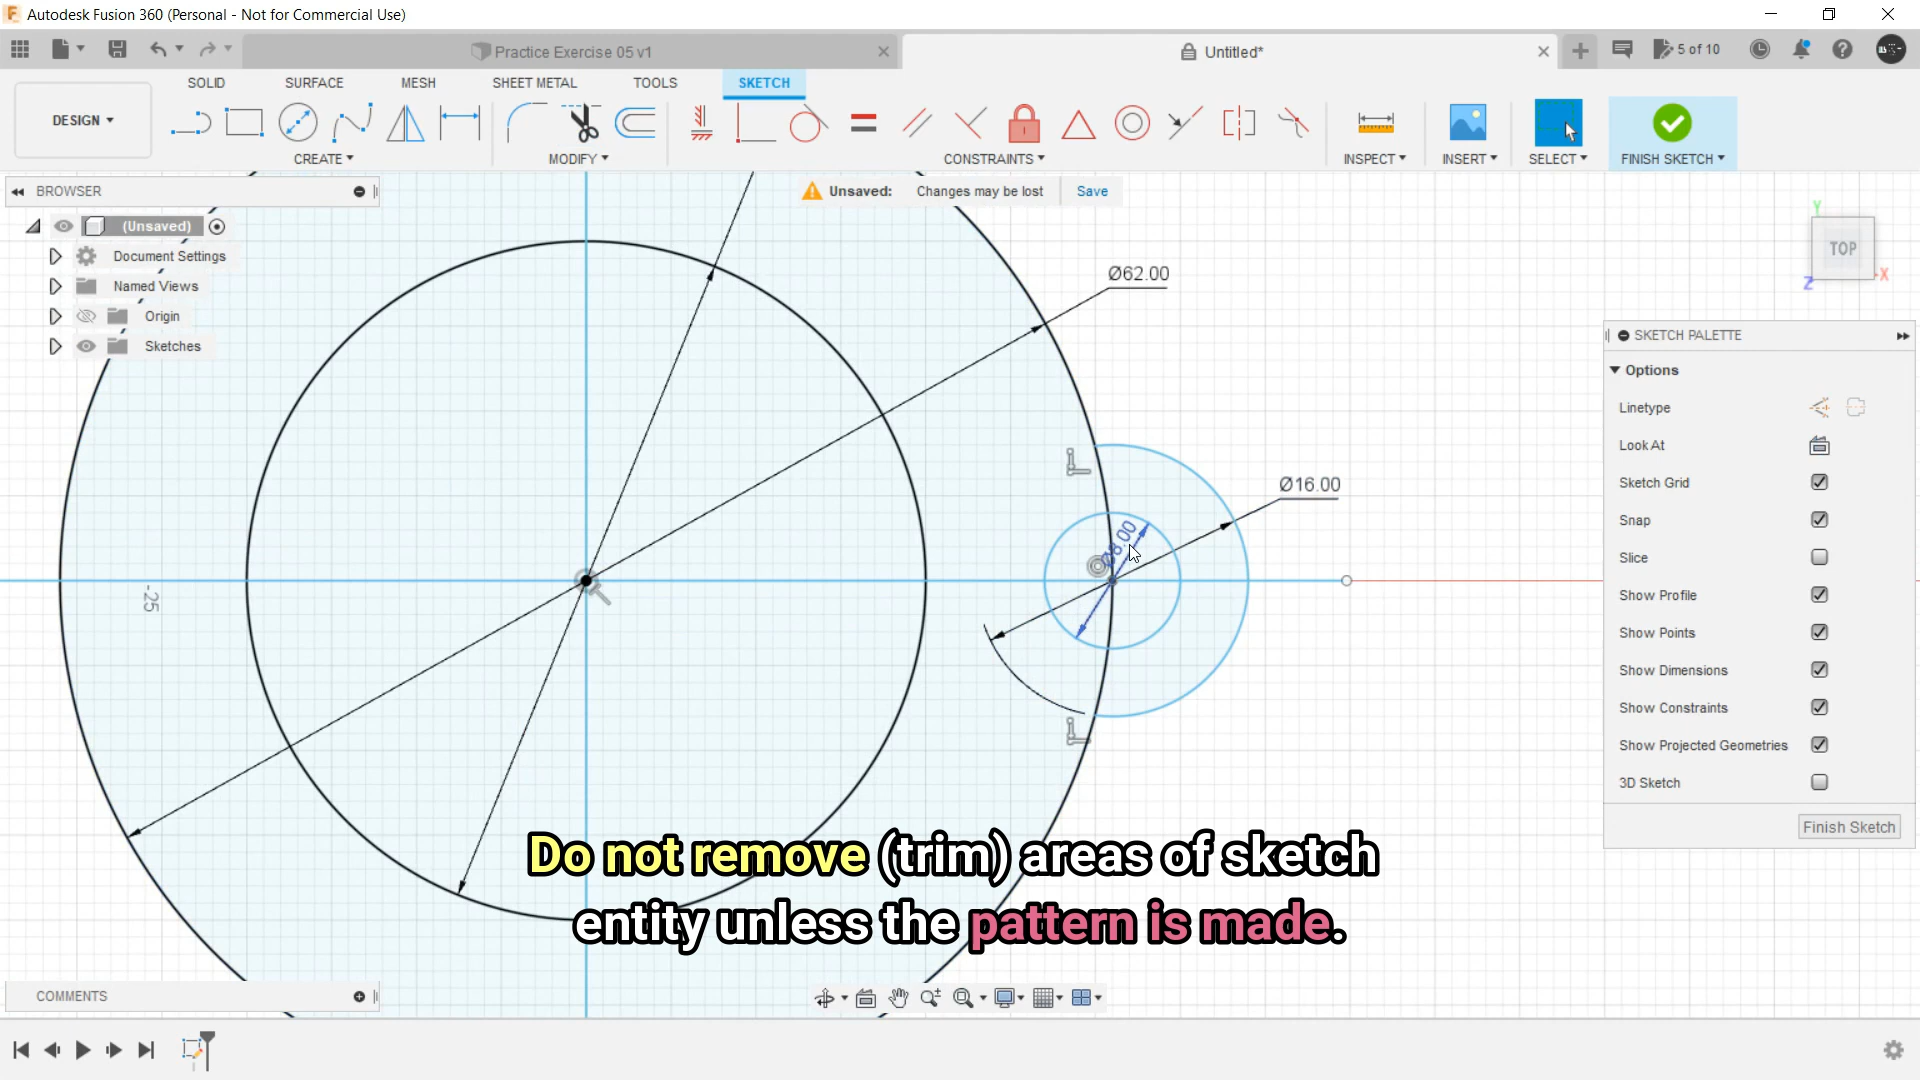 Autodesk Fusion 360 (Personal - Not for Commercial Use)
Practice Exercise 05 v1
Untitled*
5 of 10
SOLID SURFACE MESH SHEET METAL TOOLS SKETCH
DESIGN
CREATE MODIFY CONSTRAINTS INSPECT INSERT SELECT FINISH SKETCH
BROWSER
Unsaved: Changes may be lost Save
(Unsaved)
Document Settings
Named Views
Origin
Sketches
TOP
Y
X
Z
Ø62.00
Ø16.00
Ø8.00
-25
SKETCH PALETTE
Options
Linetype
Look At
Sketch Grid
Snap
Slice
Show Profile
Show Points
Show Dimensions
Show Constraints
Show Projected Geometries
3D Sketch
Finish Sketch
Do not remove (trim) areas of sketch
entity unless the pattern is made.
COMMENTS